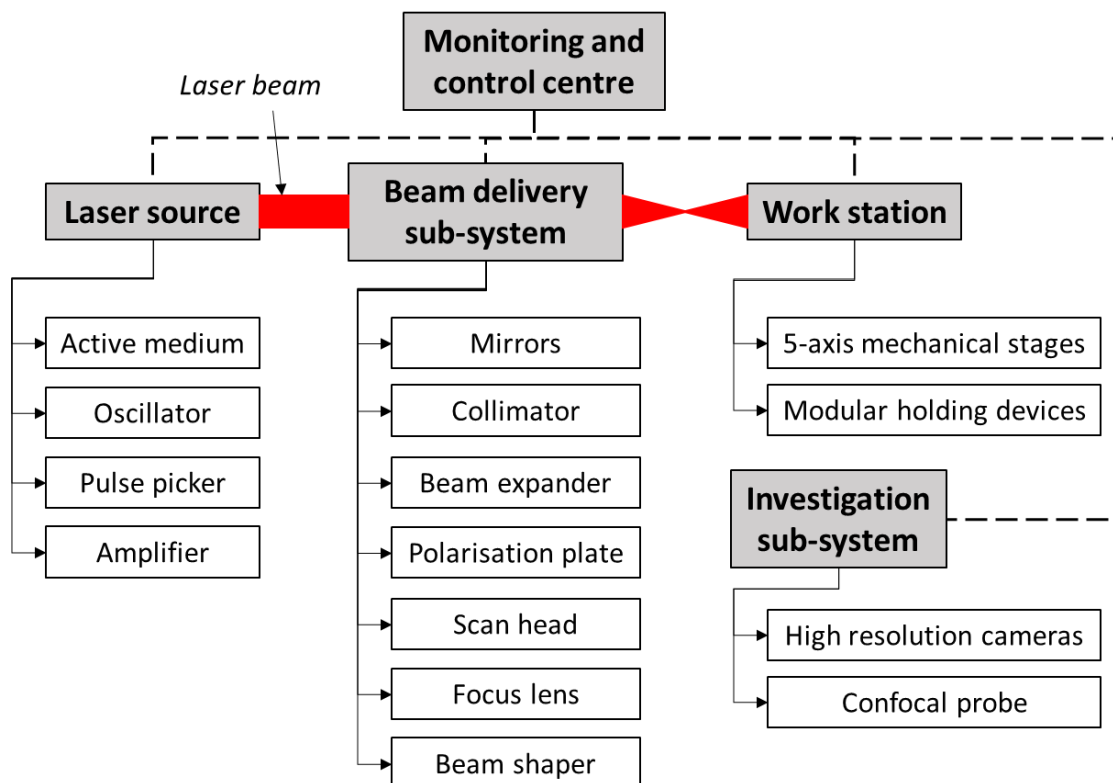 Monitoring and
control centre
Laser beam
Laser source
Beam delivery
sub-system
Work station
Active medium
Oscillator
Pulse picker
Amplifier
Mirrors
Collimator
Beam expander
Polarisation plate
Scan head
Focus lens
Beam shaper
5-axis mechanical stages
Modular holding devices
Investigation
sub-system
High resolution cameras
Confocal probe